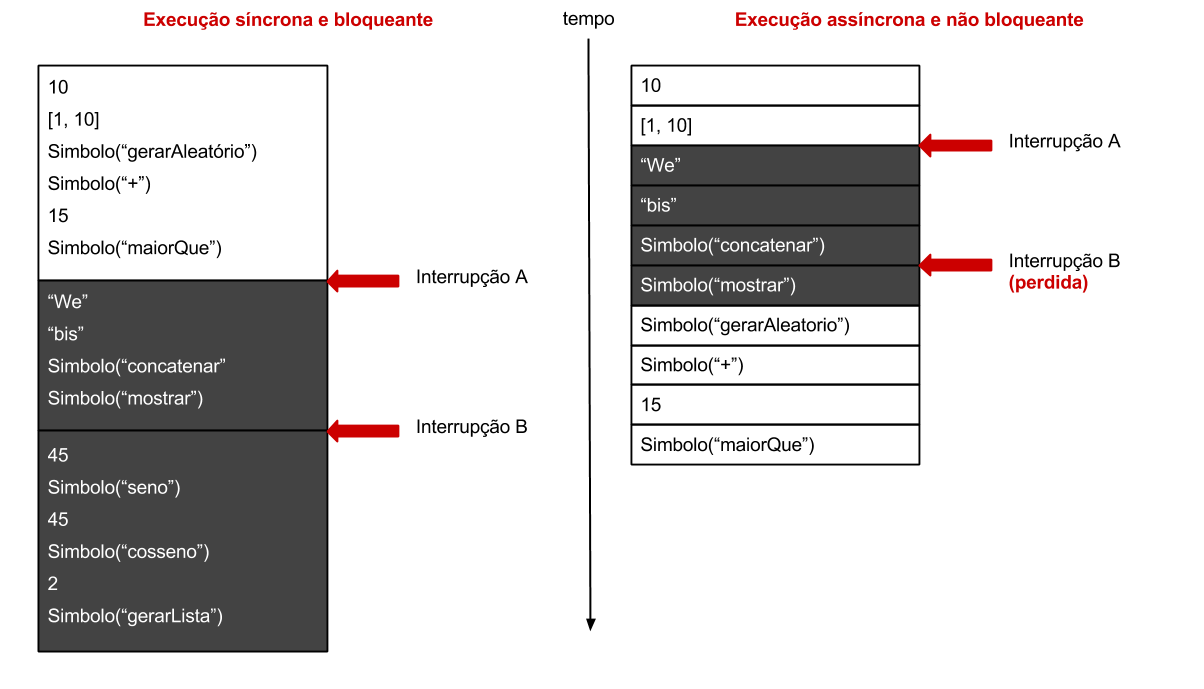 Execução síncrona e bloqueante
tempo
Execução assíncrona e não bloqueante
10
[1, 10]
Simbolo(“gerarAleatório”)
Simbolo(“+”)
15
Simbolo(“maiorQue”)
Interrupção A
“We”
“bis”
Simbolo(“concatenar”
Simbolo(“mostrar”)
Interrupção B
45
Simbolo(“seno”)
45
Simbolo(“cosseno”)
2
Simbolo(“gerarLista”)
10
[1, 10]
Interrupção A
“We”
“bis”
Simbolo(“concatenar”)
Interrupção B
(perdida)
Simbolo(“mostrar”)
Simbolo(“gerarAleatorio”)
Simbolo(“+”)
15
Simbolo(“maiorQue”)